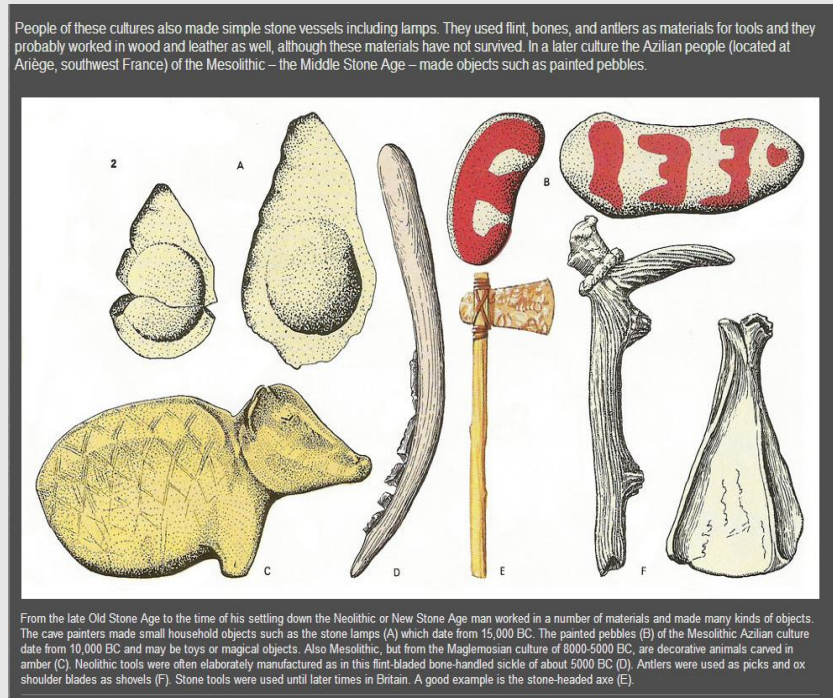 People of these cultures also made simple stone vessels including lamps. They used flint, bones, and antlers as materials for tools and they
probably worked in wood and leather as well, although these materials have not survived. In a later culture the Azilian people (located at
Ariège, southwest France) of the Mesolithic – the Middle Stone Age – made objects such as painted pebbles.
2
A
B
C
D
E
F
From the late Old Stone Age to the time of his settling down the Neolithic or New Stone Age man worked in a number of materials and made many kinds of objects.
The cave painters made small household objects such as the stone lamps (A) which date from 15,000 BC. The painted pebbles (B) of the Mesolithic Azilian culture
date from 10,000 BC and may be toys or magical objects. Also Mesolithic, but from the Maglemosian culture of 8000-5000 BC, are decorative animals carved in
amber (C). Neolithic tools were often elaborately manufactured as in this flint-bladed bone-handled sickle of about 5000 BC (D). Antlers were used as picks and ox
shoulder blades as shovels (F). Stone tools were used until later times in Britain. A good example is the stone-headed axe (E).